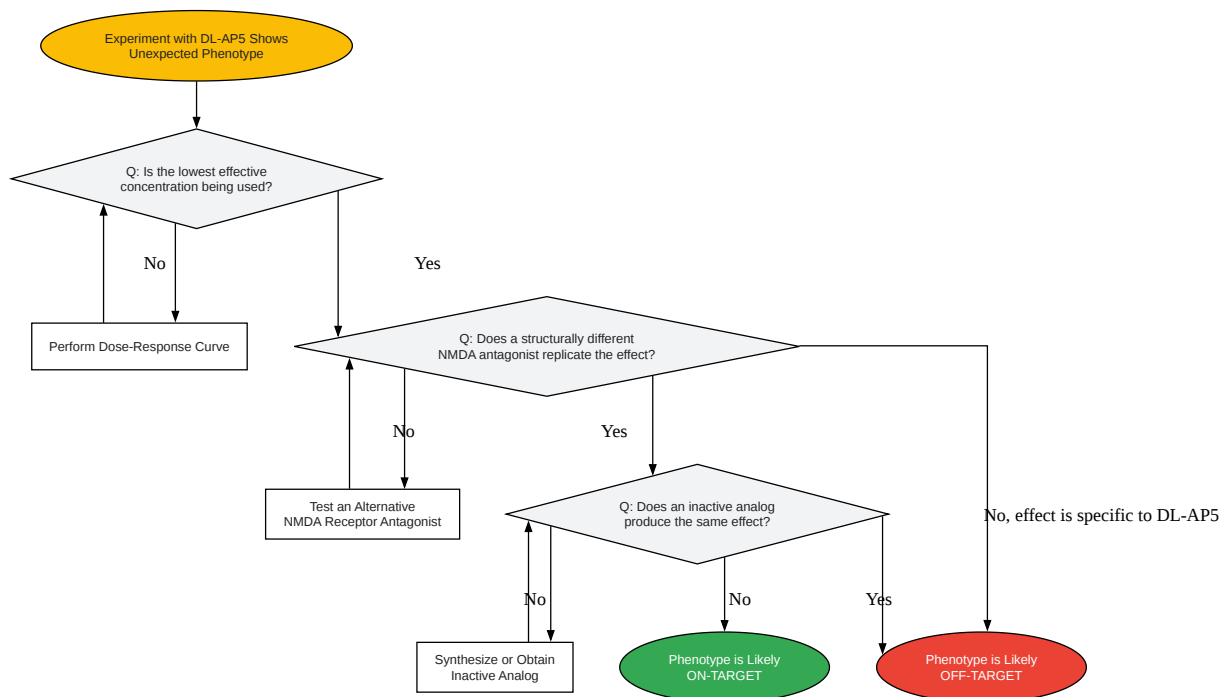 Experiment with DL-AP5 Shows
Unexpected Phenotype
Q: Is the lowest effective
concentration being used?
No
Yes
Perform Dose-Response Curve
Q: Does a structurally different
NMDA antagonist replicate the effect?
No
Yes
Test an Alternative
NMDA Receptor Antagonist
Q: Does an inactive analog
produce the same effect?
No, effect is specific to DL-AP5
No
No
Yes
Synthesize or Obtain
Inactive Analog
Phenotype is Likely
ON-TARGET
Phenotype is Likely
OFF-TARGET